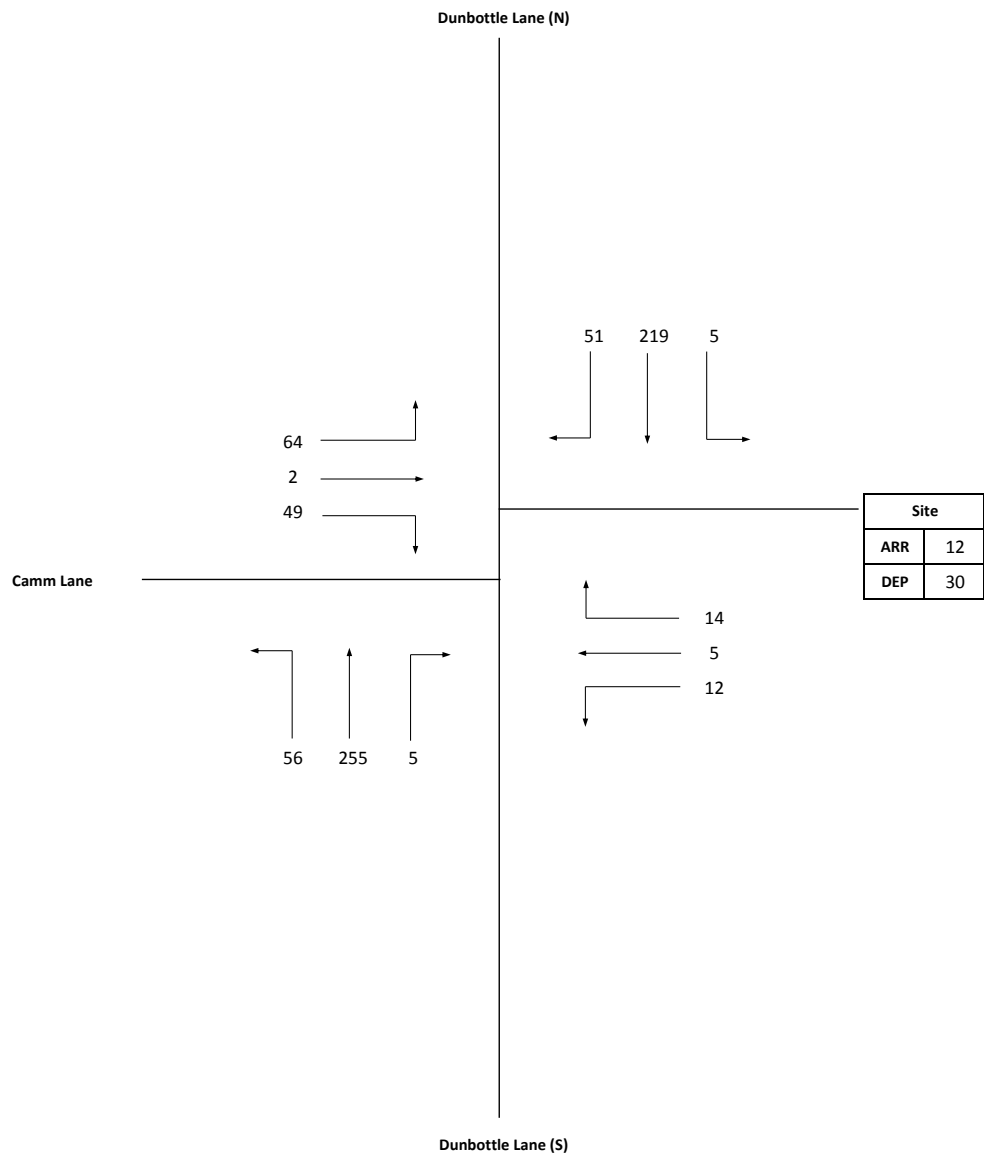 Dunbottle Lane (N)
51 219 5
64
2
49
Site
ARR 12
DEP 30
Camm Lane
14
5
12
56 255 5
Dunbottle Lane (S)